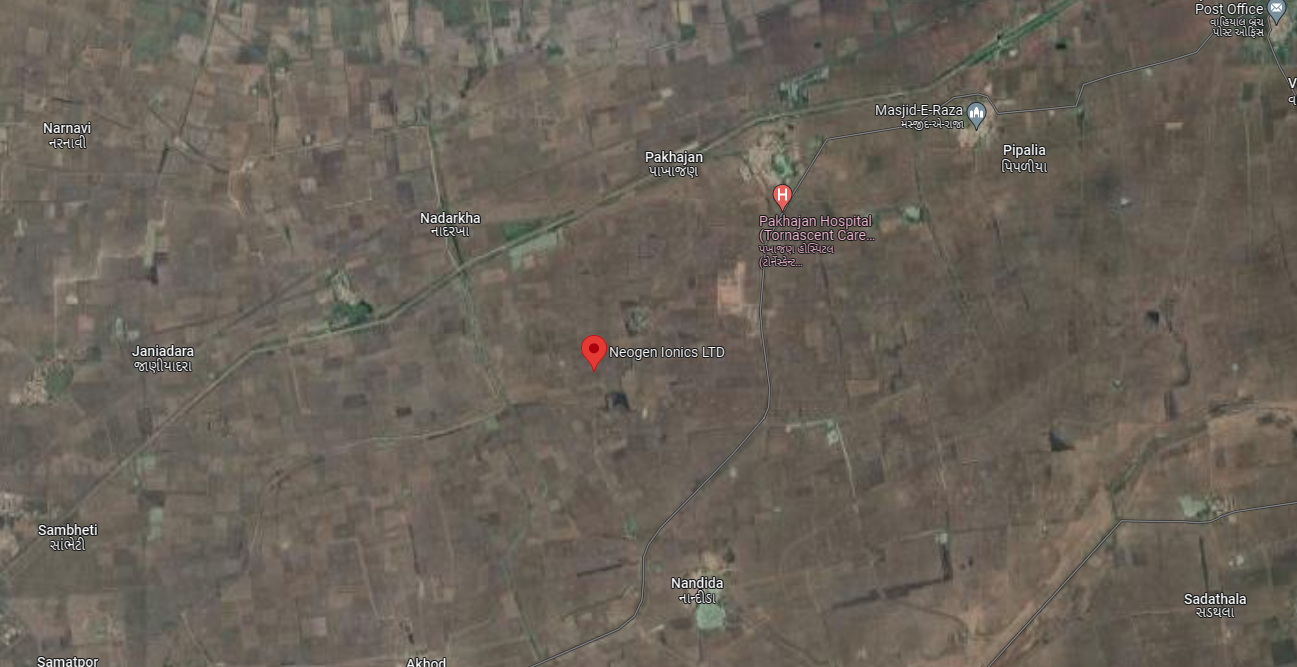 Post Office
વાહિયાલ બ્રાંચ
પોસ્ટ ઓફિસ
Masjid-E-Raza
મસ્જીદ-એ-રાજા
Narnavi
નરનાવી
Pakhajan
પાખાજણ
Pipalia
પિપળીયા
Nadarkha
નાદરખા
Pakhajan Hospital
(Tornascent Care...
પખાજણ હોસ્પિટલ
(ટોર્નેસ્કેન્ટ...
Janiadara
જાણીયાદરા
Neogen Ionics LTD
Sambheti
સાંભેટી
Nandida
નાન્દીડા
Sadathala
સડથલા
Samatpor
Akhod